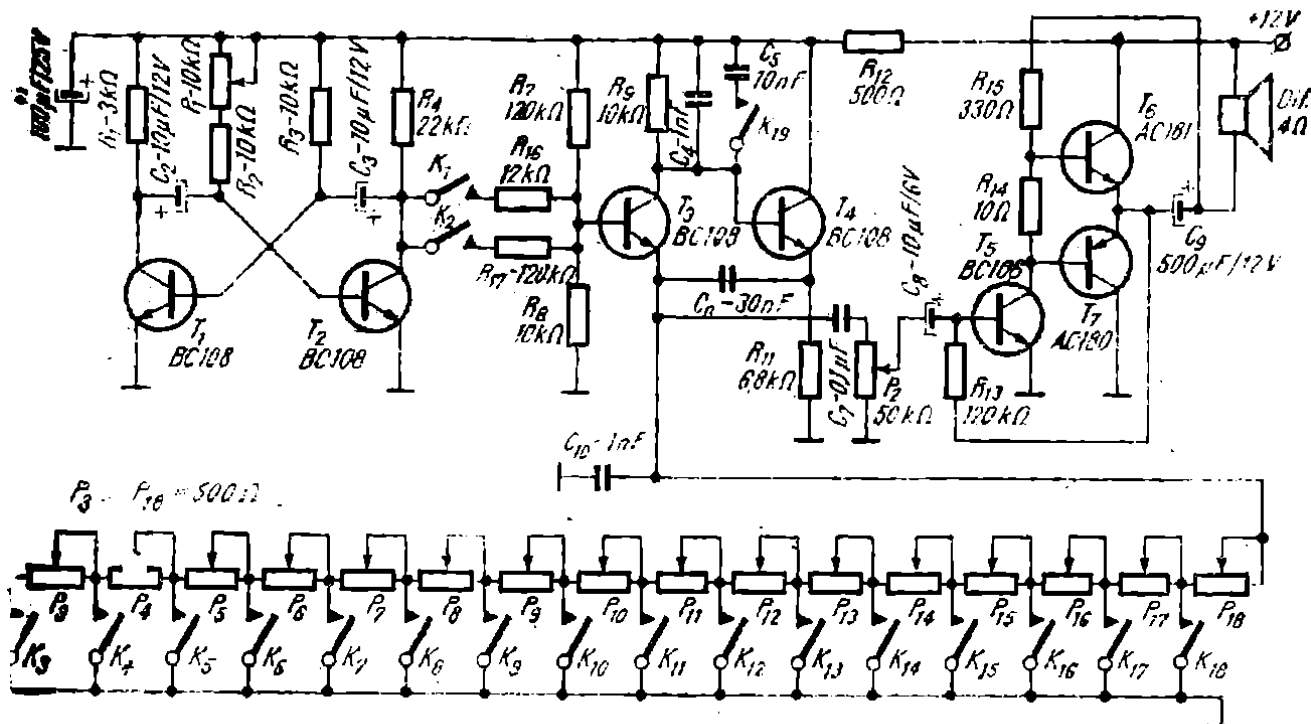 +12V
100µF/25V
R1-3kΩ
C2-10µF/12V
P1-10kΩ
R2-10kΩ
R3-10kΩ
C3-10µF/12V
R4
22kΩ
K1
K2
R16
12kΩ
R17-120kΩ
R7
120kΩ
R8
10kΩ
R9
10kΩ
C4-1nF
C5
10nF
K19
R12
500Ω
T1
BC108
T2
BC108
T3
BC108
T4
BC108
C6-30nF
R11
6,8kΩ
C7-0,1µF
P2
50kΩ
C8-10µF/6V
R13
120kΩ
T5
R14
10Ω
R15
330Ω
T6
AC181
T7
AC180
C9
500µF/12V
Dif.
4Ω
C10-1nF
P3 P18=500Ω
P3 P4 P5 P6 P7 P8 P9 P10 P11 P12 P13 P14 P15 P16 P17 P18
K3 K4 K5 K6 K7 K8 K9 K10 K11 K12 K13 K14 K15 K16 K17 K18